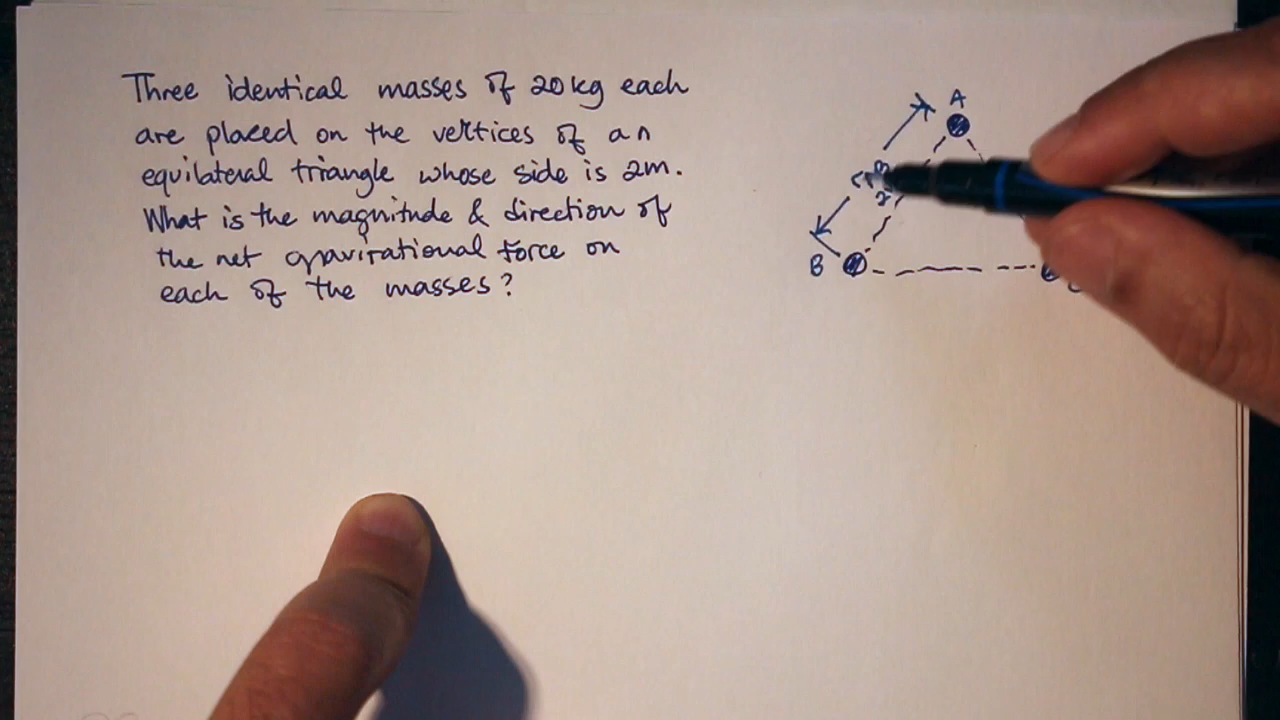 Three identical masses of 20kg each
are placed on the vertices of an
equilateral triangle whose side is 2m.
What is the magnitude & direction of
the net gravirational force on
each of the masses?
A
B
C